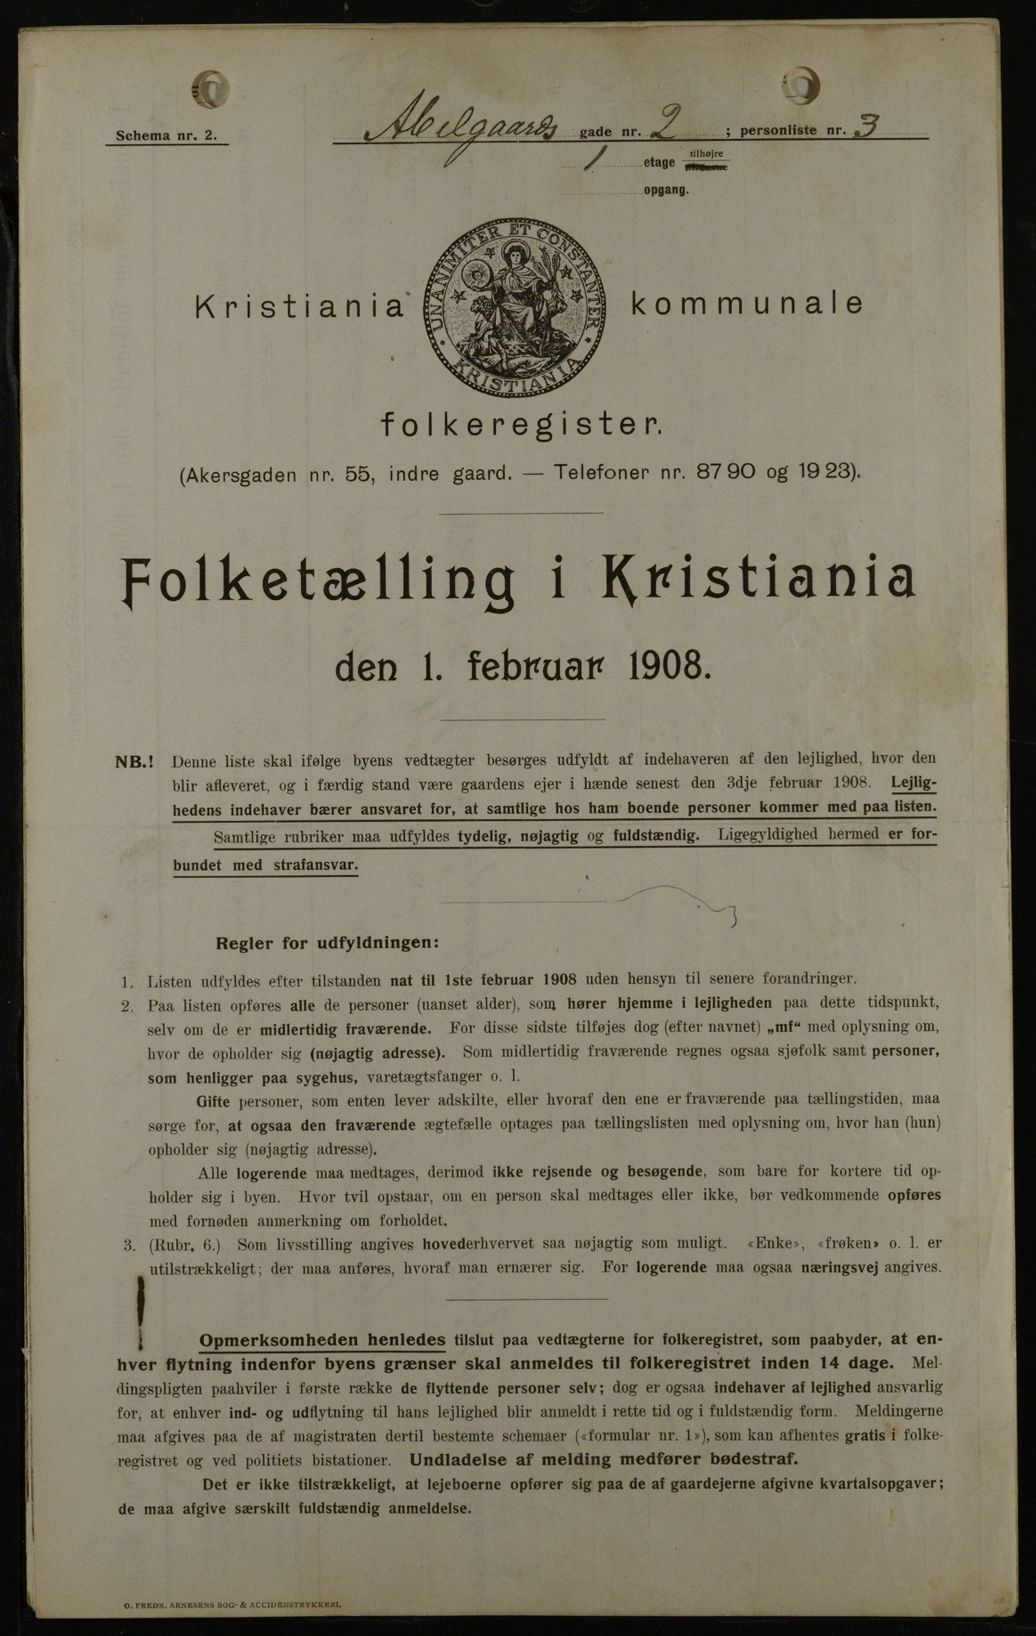 Schema nr. 2.
Abelgaards gade nr. 2 ; personliste nr. 3
1 etage tilhøjre
opgang.
UNANIMITER ET CONSTANTER
KRISTIANIA
Kristiania kommunale
folkeregister.
(Akersgaden nr. 55, indre gaard. — Telefoner nr. 87 90 og 19 23).
Folketælling i Kristiania
den 1. februar 1908.
NB.! Denne liste skal ifølge byens vedtægter besørges udfyldt af indehaveren af den lejlighed, hvor den
blir afleveret, og i færdig stand være gaardens ejer i hænde senest den 3dje februar 1908. Lejlig-
hedens indehaver bærer ansvaret for, at samtlige hos ham boende personer kommer med paa listen.
Samtlige rubriker maa udfyldes tydelig, nøjagtig og fuldstændig. Ligegyldighed hermed er for-
bundet med strafansvar.
Regler for udfyldningen:
1. Listen udfyldes efter tilstanden nat til 1ste februar 1908 uden hensyn til senere forandringer.
2. Paa listen opføres alle de personer (uanset alder), som hører hjemme i lejligheden paa dette tidspunkt,
selv om de er midlertidig fraværende. For disse sidste tilføjes dog (efter navnet) „mf“ med oplysning om,
hvor de opholder sig (nøjagtig adresse). Som midlertidig fraværende regnes ogsaa sjøfolk samt personer,
som henligger paa sygehus, varetægtsfanger o. l.
Gifte personer, som enten lever adskilte, eller hvoraf den ene er fraværende paa tællingstiden, maa
sørge for, at ogsaa den fraværende ægtefælle optages paa tællingslisten med oplysning om, hvor han (hun)
opholder sig (nøjagtig adresse).
Alle logerende maa medtages, derimod ikke rejsende og besøgende, som bare for kortere tid op-
holder sig i byen. Hvor tvil opstaar, om en person skal medtages eller ikke, bør vedkommende opføres
med fornøden anmerkning om forholdet.
3. (Rubr. 6.) Som livsstilling angives hovederhvervet saa nøjagtig som muligt. «Enke», «frøken» o. l. er
utilstrækkeligt; der maa anføres, hvoraf man ernærer sig. For logerende maa ogsaa næringsvej angives.
Opmerksomheden henledes tilslut paa vedtægterne for folkeregistret, som paabyder, at en-
hver flytning indenfor byens grænser skal anmeldes til folkeregistret inden 14 dage. Mel-
dingspligten paahviler i første række de flyttende personer selv; dog er ogsaa indehaver af lejlighed ansvarlig
for, at enhver ind- og udflytning til hans lejlighed blir anmeldt i rette tid og i fuldstændig form. Meldingerne
maa afgives paa de af magistraten dertil bestemte schemaer («formular nr. 1»), som kan afhentes gratis i folke-
registret og ved politiets bistationer. Undladelse af melding medfører bødestraf.
Det er ikke tilstrækkeligt, at lejeboerne opfører sig paa de af gaardejerne afgivne kvartalsopgaver;
de maa afgive særskilt fuldstændig anmeldelse.
O. FREDR. ARNESENS BOG- & ACCIDENSTRYKKERI.